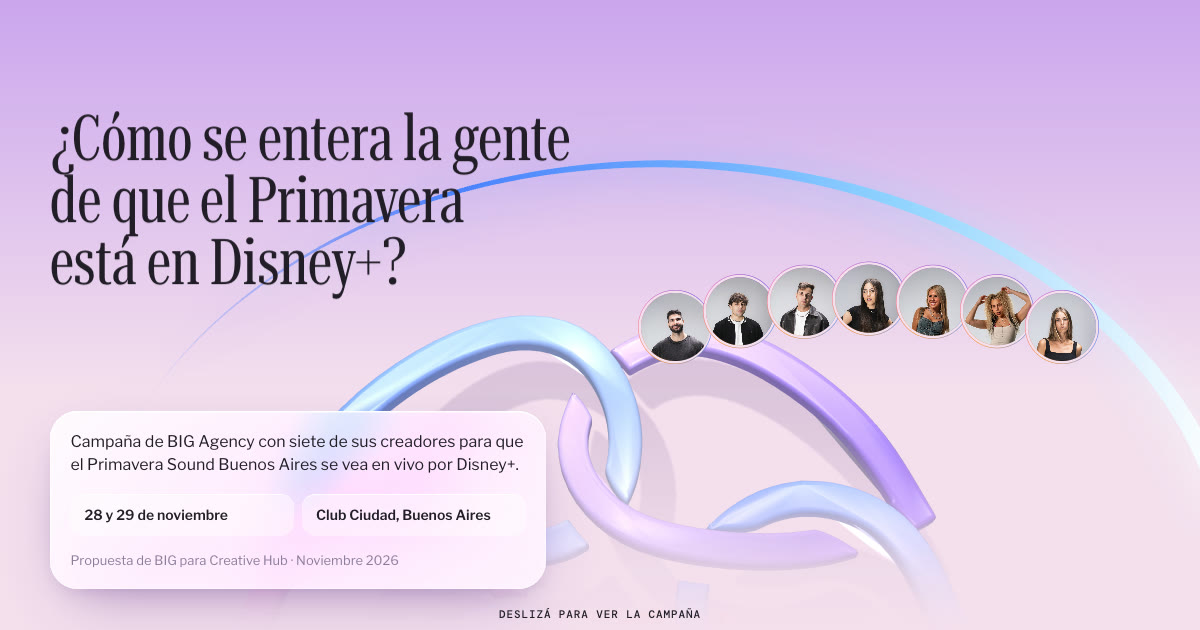 ¿Cómo se entera la gente
de que el Primavera
está en Disney+?
Campaña de BIG Agency con siete de sus creadores para que
el Primavera Sound Buenos Aires se vea en vivo por Disney+.
28 y 29 de noviembre
Club Ciudad, Buenos Aires
Propuesta de BIG para Creative Hub · Noviembre 2026
DESLIZÁ PARA VER LA CAMPAÑA